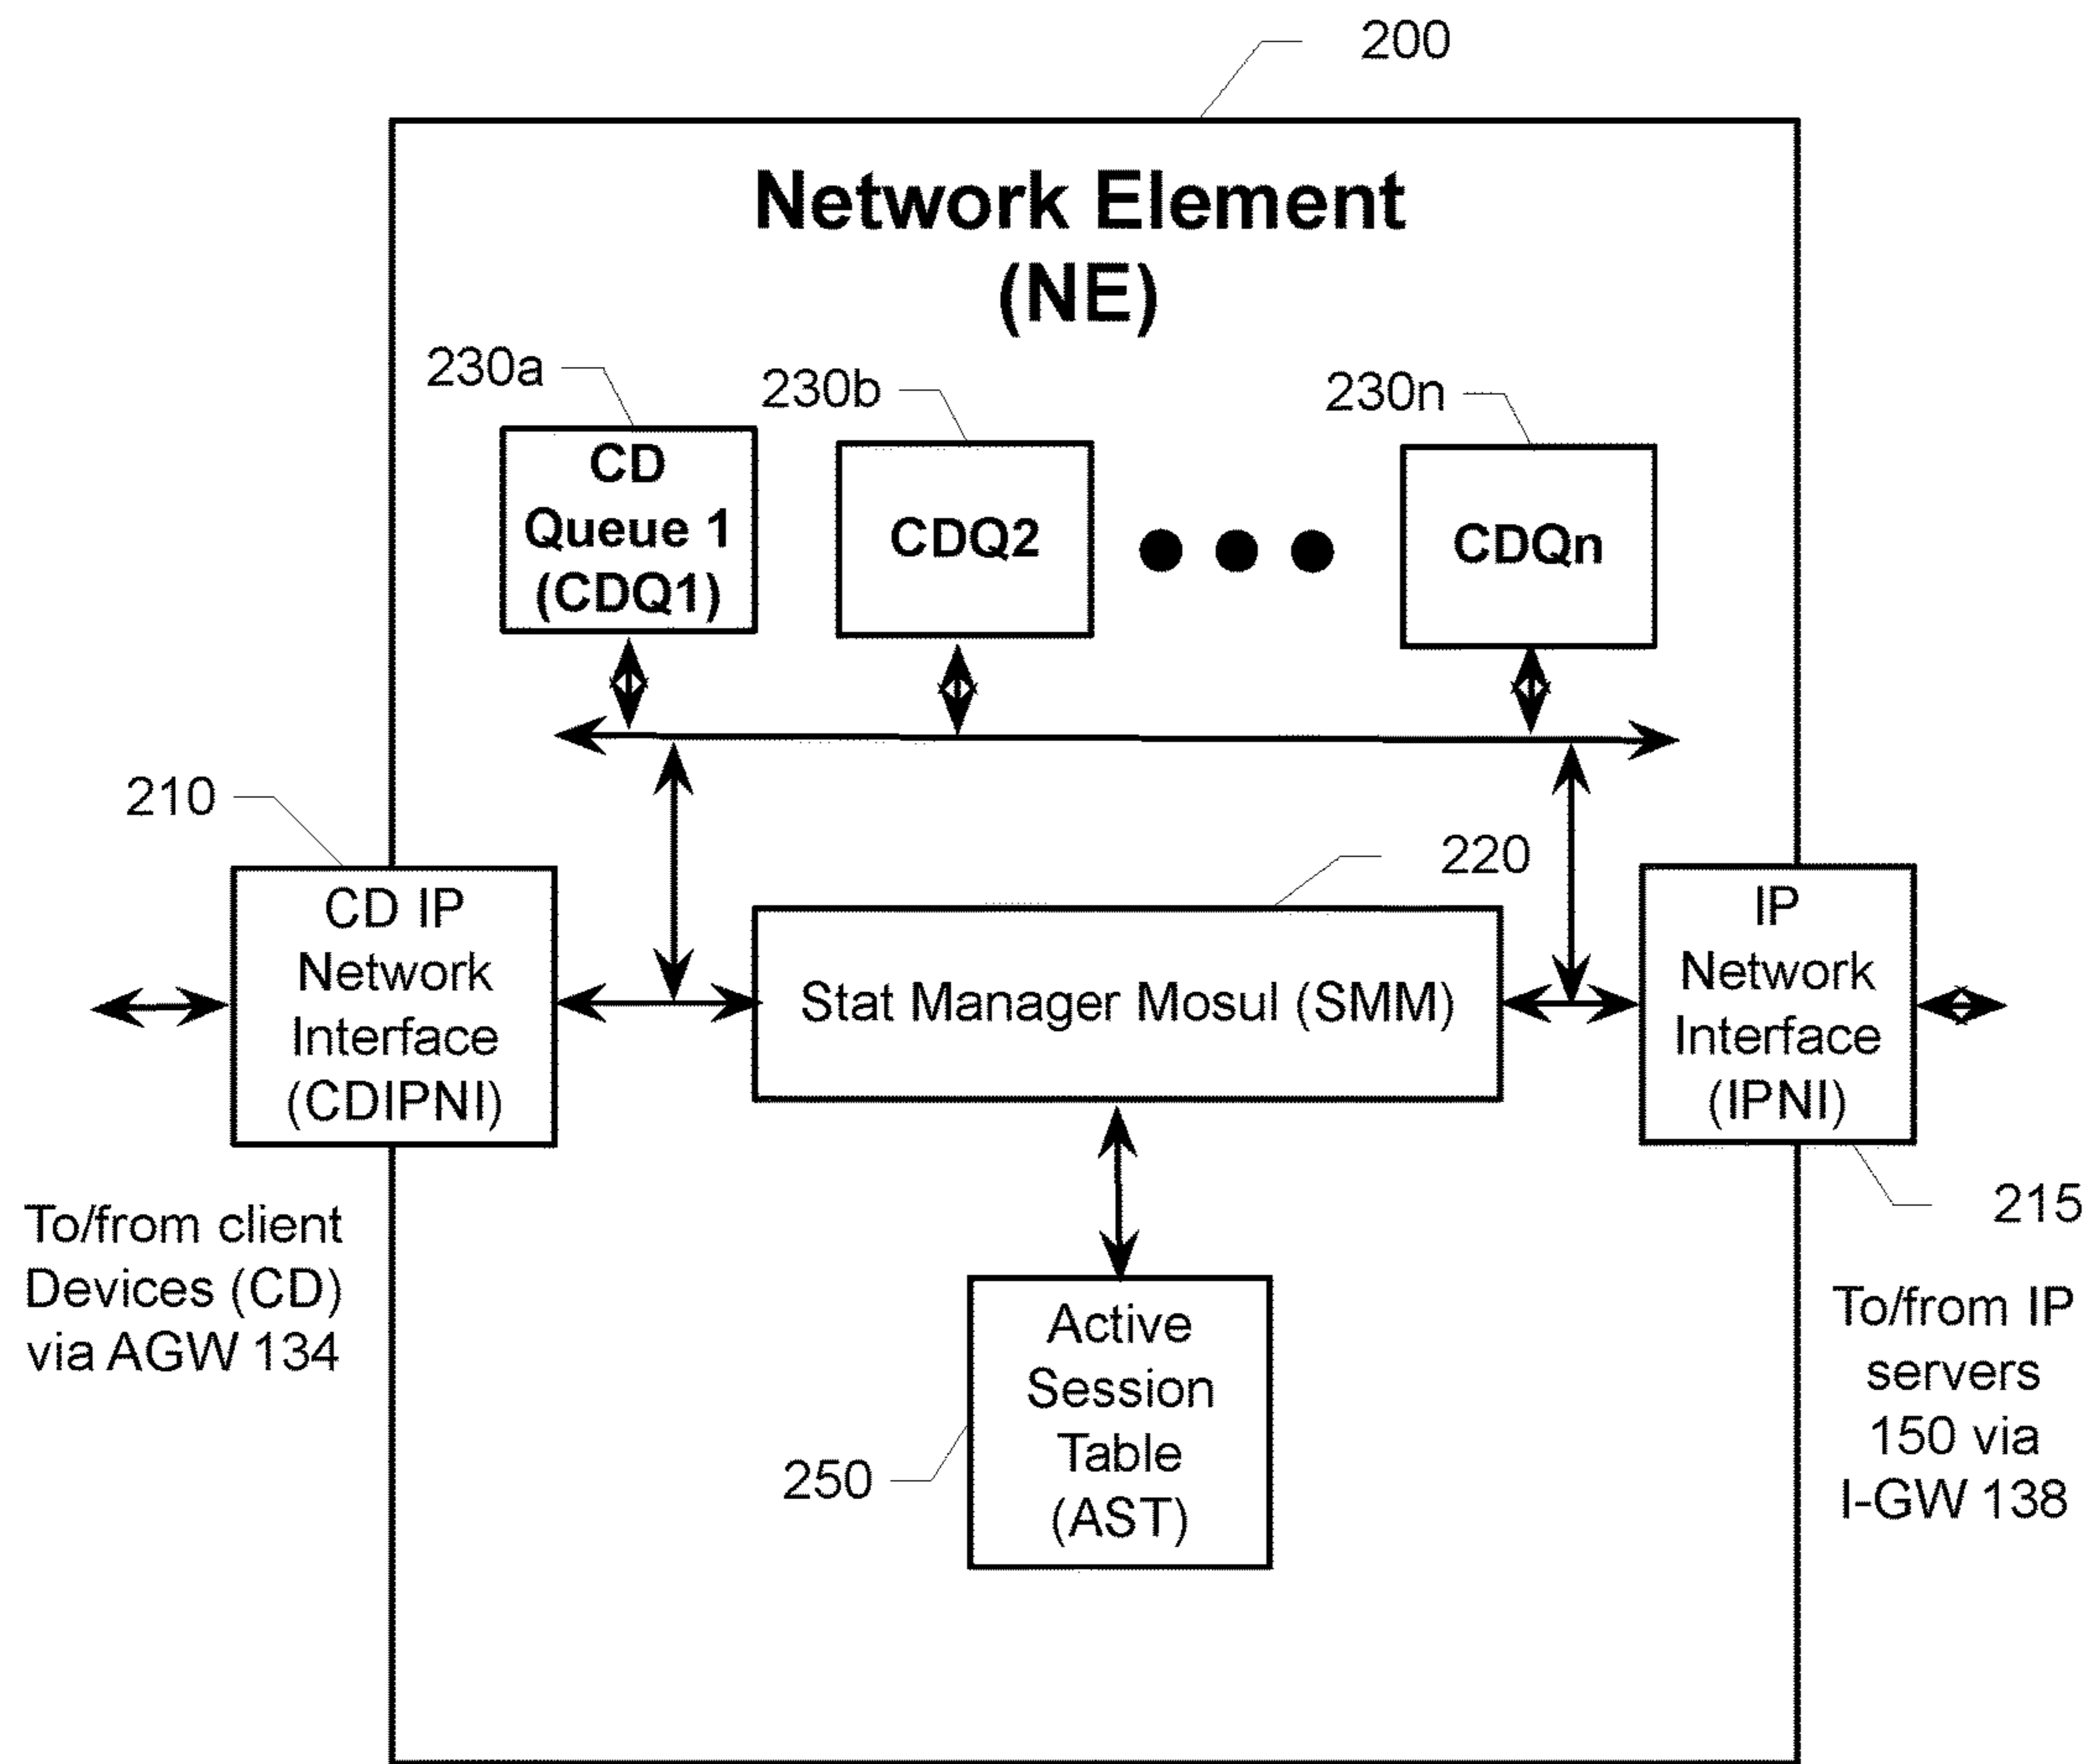 200
Network Element
(NE)
230a
230b
230n
CD
Queue 1
(CDQ1)
CDQ2
CDQn
210
220
CD IP
Network
Interface
(CDIPNI)
Stat Manager Mosul (SMM)
IP
Network
Interface
(IPNI)
215
To/from client
Devices (CD)
via AGW 134
To/from IP
servers
150 via
I-GW 138
Active
Session
Table
(AST)
250